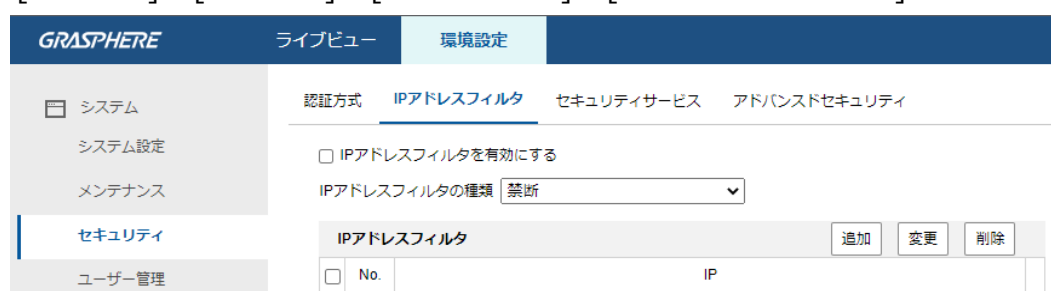 GRASPHERE ライブビュー 環境設定
システム
システム設定
メンテナンス
セキュリティ
ユーザー管理
認証方式 IPアドレスフィルタ セキュリティサービス アドバンスドセキュリティ
IPアドレスフィルタを有効にする
IPアドレスフィルタの種類 禁断
IPアドレスフィルタ 追加 変更 削除
No. IP